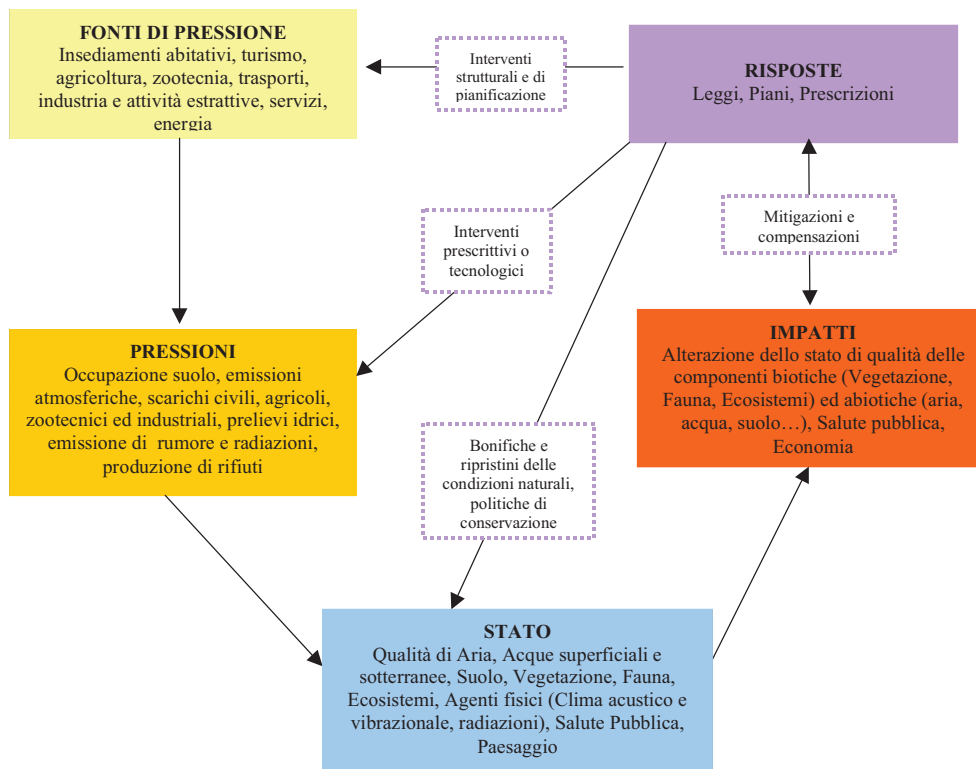 FONTI DI PRESSIONE
Insediamenti abitativi, turismo,
agricoltura, zootecnia, trasporti,
industria e attività estrattive, servizi,
energia
Interventi
strutturali e di
pianificazione
RISPOSTE
Leggi, Piani, Prescrizioni
Interventi
prescrittivi o
tecnologici
Mitigazioni e
compensazioni
PRESSIONI
Occupazione suolo, emissioni
atmosferiche, scarichi civili, agricoli,
zootecnici ed industriali, prelievi idrici,
emissione di rumore e radiazioni,
produzione di rifiuti
IMPATTI
Alterazione dello stato di qualità delle
componenti biotiche (Vegetazione,
Fauna, Ecosistemi) ed abiotiche (aria,
acqua, suolo…), Salute pubblica,
Economia
Bonifiche e
ripristini delle
condizioni naturali,
politiche di
conservazione
STATO
Qualità di Aria, Acque superficiali e
sotterranee, Suolo, Vegetazione, Fauna,
Ecosistemi, Agenti fisici (Clima acustico e
vibrazionale, radiazioni), Salute Pubblica,
Paesaggio